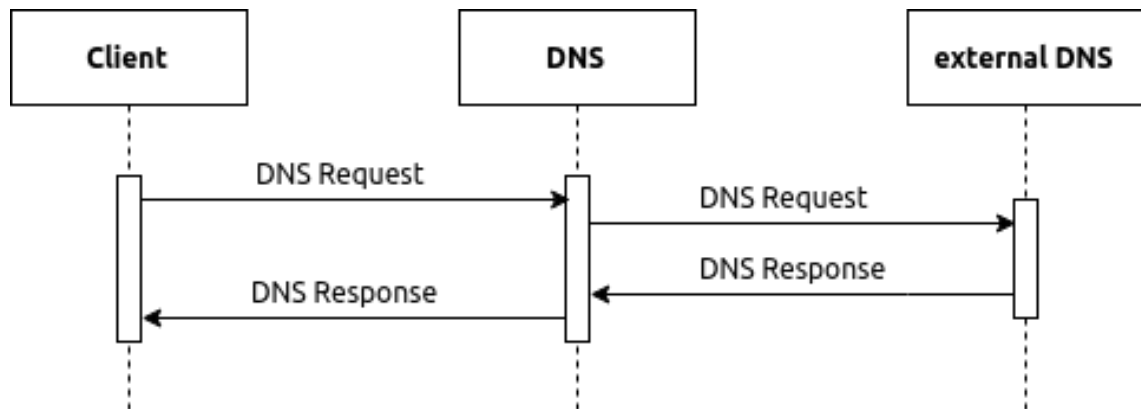 Client
DNS
external DNS
DNS Request
DNS Request
DNS Response
DNS Response